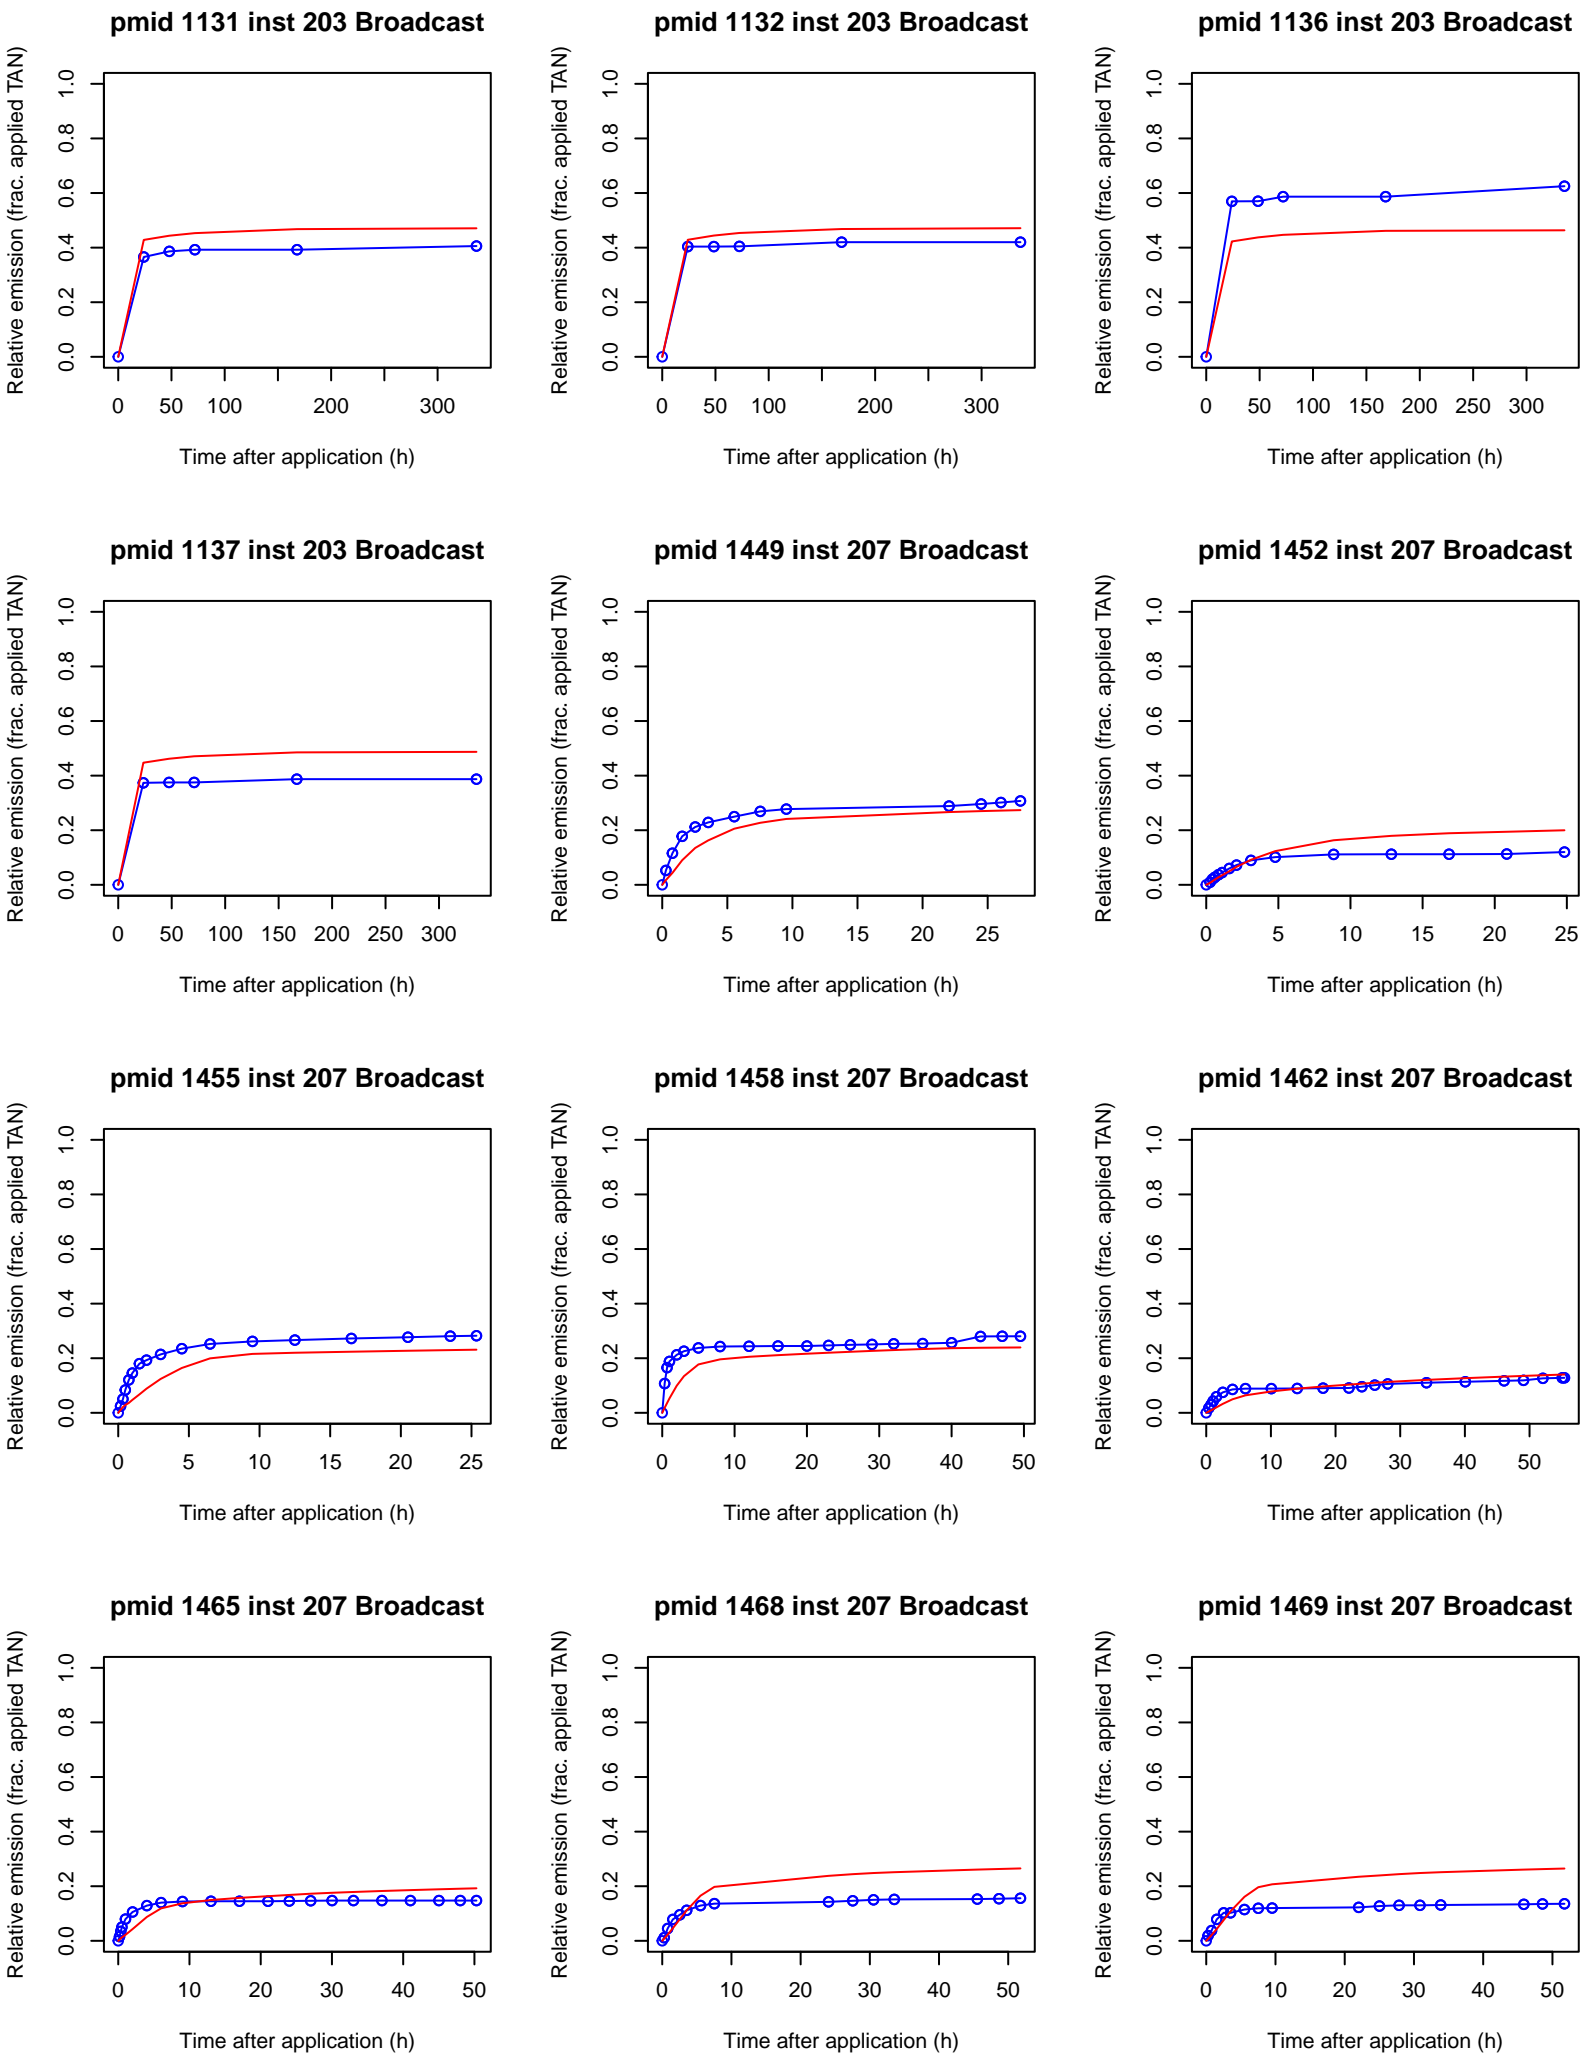 pmid 1131 inst 203 Broadcast
Relative emission (frac. applied TAN)
1.0
0.8
0.6
0.4
0.2
0.0
0 50 100 200 300
Time after application (h)
pmid 1132 inst 203 Broadcast
Relative emission (frac. applied TAN)
1.0
0.8
0.6
0.4
0.2
0.0
0 50 100 200 300
Time after application (h)
pmid 1136 inst 203 Broadcast
Relative emission (frac. applied TAN)
1.0
0.8
0.6
0.4
0.2
0.0
0 50 100 150 200 250 300
Time after application (h)
pmid 1137 inst 203 Broadcast
Relative emission (frac. applied TAN)
1.0
0.8
0.6
0.4
0.2
0.0
0 50 100 150 200 250 300
Time after application (h)
pmid 1449 inst 207 Broadcast
Relative emission (frac. applied TAN)
1.0
0.8
0.6
0.4
0.2
0.0
0 5 10 15 20 25
Time after application (h)
pmid 1452 inst 207 Broadcast
Relative emission (frac. applied TAN)
1.0
0.8
0.6
0.4
0.2
0.0
0 5 10 15 20 25
Time after application (h)
pmid 1455 inst 207 Broadcast
Relative emission (frac. applied TAN)
1.0
0.8
0.6
0.4
0.2
0.0
0 5 10 15 20 25
Time after application (h)
pmid 1458 inst 207 Broadcast
Relative emission (frac. applied TAN)
1.0
0.8
0.6
0.4
0.2
0.0
0 10 20 30 40 50
Time after application (h)
pmid 1462 inst 207 Broadcast
Relative emission (frac. applied TAN)
1.0
0.8
0.6
0.4
0.2
0.0
0 10 20 30 40 50
Time after application (h)
pmid 1465 inst 207 Broadcast
Relative emission (frac. applied TAN)
1.0
0.8
0.6
0.4
0.2
0.0
0 10 20 30 40 50
Time after application (h)
pmid 1468 inst 207 Broadcast
Relative emission (frac. applied TAN)
1.0
0.8
0.6
0.4
0.2
0.0
0 10 20 30 40 50
Time after application (h)
pmid 1469 inst 207 Broadcast
Relative emission (frac. applied TAN)
1.0
0.8
0.6
0.4
0.2
0.0
0 10 20 30 40 50
Time after application (h)